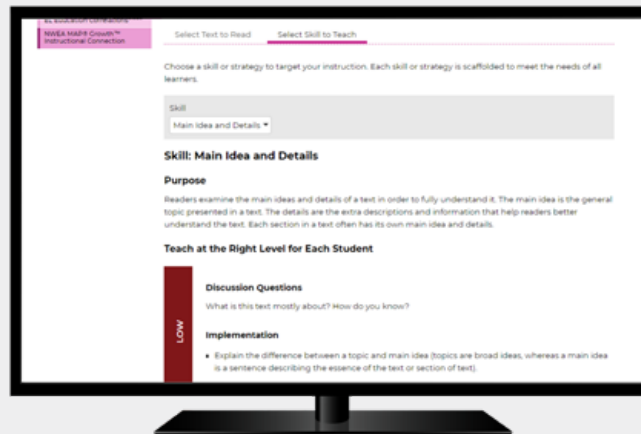 EL Education Correlations
NWEA MAP® Growth™
Instructional Connection
Select Text to Read
Select Skill to Teach
Choose a skill or strategy to target your instruction. Each skill or strategy is scaffolded to meet the needs of all
learners.
Skill
Main Idea and Details
Skill: Main Idea and Details
Purpose
Readers examine the main ideas and details of a text in order to fully understand it. The main idea is the general
topic presented in a text. The details are the extra descriptions and information that help readers better
understand the text. Each section in a text often has its own main idea and details.
Teach at the Right Level for Each Student
LOW
Discussion Questions
What is this text mostly about? How do you know?
Implementation
• Explain the difference between a topic and main idea (topics are broad ideas, whereas a main idea
is a sentence describing the essence of the text or section of text).